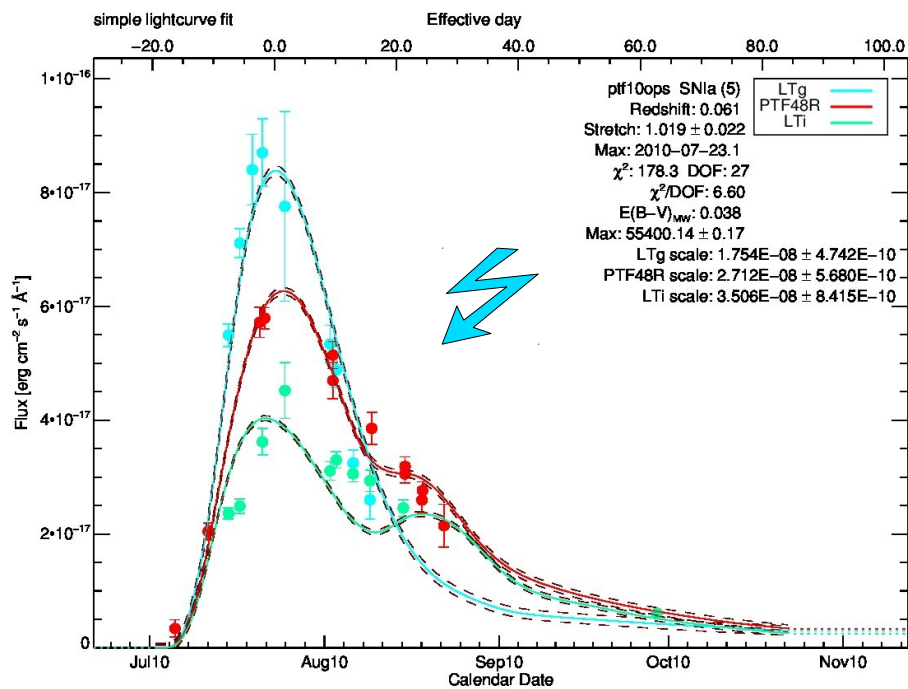 simple lightcurve fit
Effective day
−20.0 0.0 20 40 60 80 100.0
1•10⁻¹⁶
8•10⁻¹⁷
6•10⁻¹⁷
4•10⁻¹⁷
2•10⁻¹⁷
0
Flux [erg cm⁻² s⁻¹ Å⁻¹]
ptf10ops SNIa (5)
Redshift: 0.061
Stretch: 1.019 ± 0.022
Max: 2010−07−23.1
χ²: 178.3 DOF: 27
χ²/DOF: 6.60
E(B−V)MW: 0.038
Max: 55400.14 ± 0.17
LTg scale: 1.754E−08 ± 4.742E−10
PTF48R scale: 2.712E−08 ± 5.680E−10
LTi scale: 3.506E−08 ± 8.415E−10
LTg
PTF48R
LTi
Jul10 Aug10 Sep10 Oct10 Nov10
Calendar Date